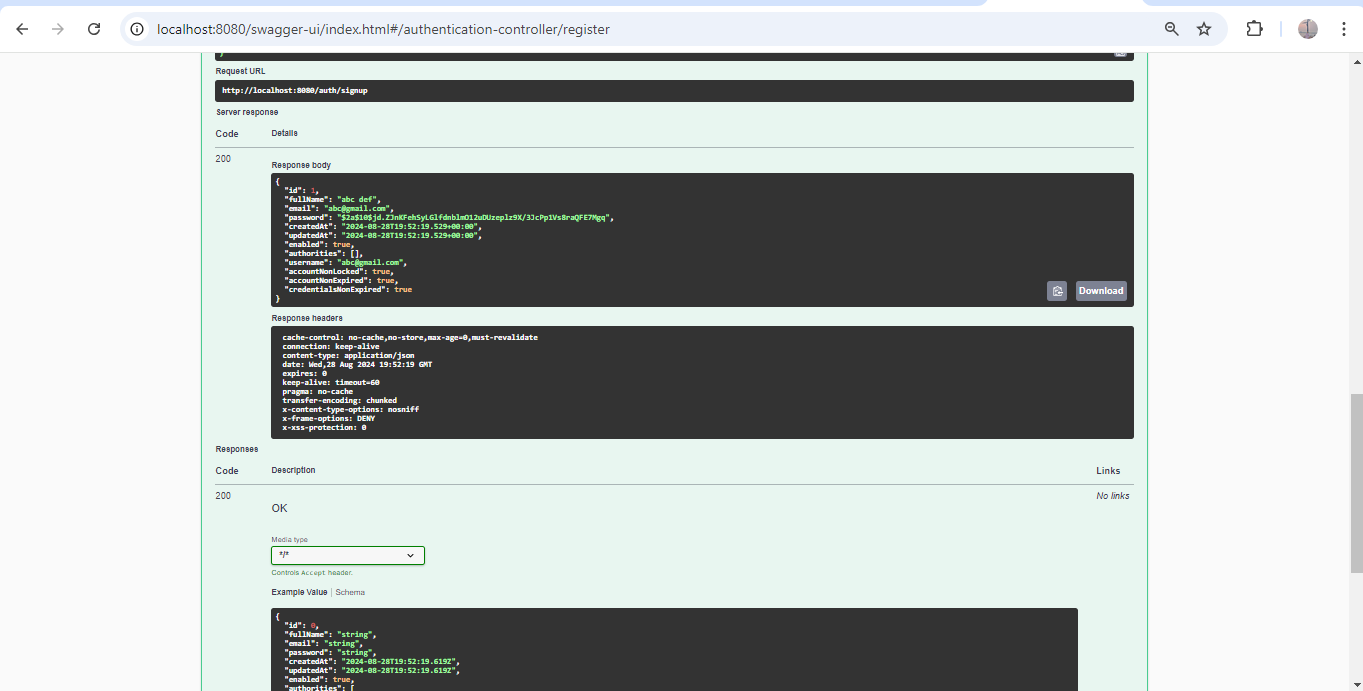 localhost:8080/swagger-ui/index.html#/authentication-controller/register
Request URL
http://localhost:8080/auth/signup
Server response
Code Details
200
Response body
{
"id": 1,
"fullName": "abc def",
"email": "abc@gmail.com",
"password": "$2a$10$jd.ZJnKFehSyLGlfdnblmO12uDUzeplz9X/3JcPp1Vs8raQFE7Mgq",
"createdAt": "2024-08-28T19:52:19.529+00:00",
"updatedAt": "2024-08-28T19:52:19.529+00:00",
"enabled": true,
"authorities": [],
"username": "abc@gmail.com",
"accountNonLocked": true,
"accountNonExpired": true,
"credentialsNonExpired": true
}
Download
Response headers
cache-control: no-cache,no-store,max-age=0,must-revalidate
connection: keep-alive
content-type: application/json
date: Wed,28 Aug 2024 19:52:19 GMT
expires: 0
keep-alive: timeout=60
pragma: no-cache
transfer-encoding: chunked
x-content-type-options: nosniff
x-frame-options: DENY
x-xss-protection: 0
Responses
Code Description Links
200 No links
OK
Media type
*/*
Controls Accept header.
Example Value | Schema
{
"id": 0,
"fullName": "string",
"email": "string",
"password": "string",
"createdAt": "2024-08-28T19:52:19.619Z",
"updatedAt": "2024-08-28T19:52:19.619Z",
"enabled": true,
"authorities": [